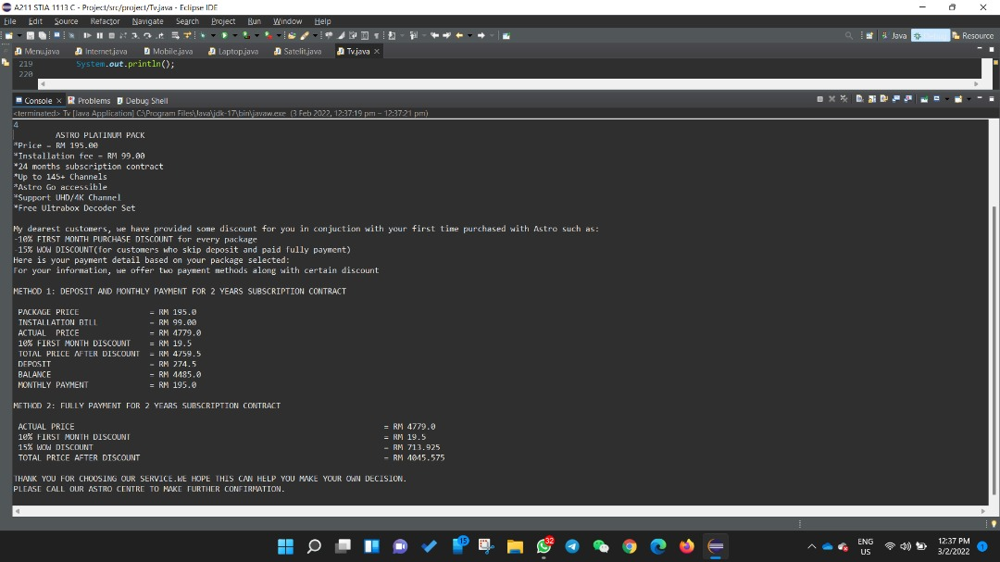 A211 STIA 1113 C - Project/src/project/Tv.java - Eclipse IDE
File Edit Source Refactor Navigate Search Project Run Window Help
Java Resource
Menu.java Internet.java Mobile.java Laptop.java Satelit.java Tv.java
219 System.out.println();
220
Console Problems Debug Shell
<terminated> Tv [Java Application] C:\Program Files\Java\jdk-17\bin\javaw.exe (3 Feb 2022, 12:37:19 pm – 12:37:21 pm)
4
ASTRO PLATINUM PACK
*Price = RM 195.00
*Installation fee = RM 99.00
*24 months subscription contract
*Up to 145+ Channels
*Astro Go accessible
*Support UHD/4K Channel
*Free Ultrabox Decoder Set
My dearest customers, we have provided some discount for you in conjuction with your first time purchased with Astro such as:
-10% FIRST MONTH PURCHASE DISCOUNT for every package
-15% WOW DISCOUNT(for customers who skip deposit and paid fully payment)
Here is your payment detail based on your package selected:
For your information, we offer two payment methods along with certain discount
METHOD 1: DEPOSIT AND MONTHLY PAYMENT FOR 2 YEARS SUBSCRIPTION CONTRACT
PACKAGE PRICE = RM 195.0
INSTALLATION BILL = RM 99.00
ACTUAL PRICE = RM 4779.0
10% FIRST MONTH DISCOUNT = RM 19.5
TOTAL PRICE AFTER DISCOUNT = RM 4759.5
DEPOSIT = RM 274.5
BALANCE = RM 4485.0
MONTHLY PAYMENT = RM 195.0
METHOD 2: FULLY PAYMENT FOR 2 YEARS SUBSCRIPTION CONTRACT
ACTUAL PRICE = RM 4779.0
10% FIRST MONTH DISCOUNT = RM 19.5
15% WOW DISCOUNT = RM 713.925
TOTAL PRICE AFTER DISCOUNT = RM 4045.575
THANK YOU FOR CHOOSING OUR SERVICE.WE HOPE THIS CAN HELP YOU MAKE YOUR OWN DECISION.
PLEASE CALL OUR ASTRO CENTRE TO MAKE FURTHER CONFIRMATION.
15 32 ENG 12:37 PM
US 3/2/2022 1